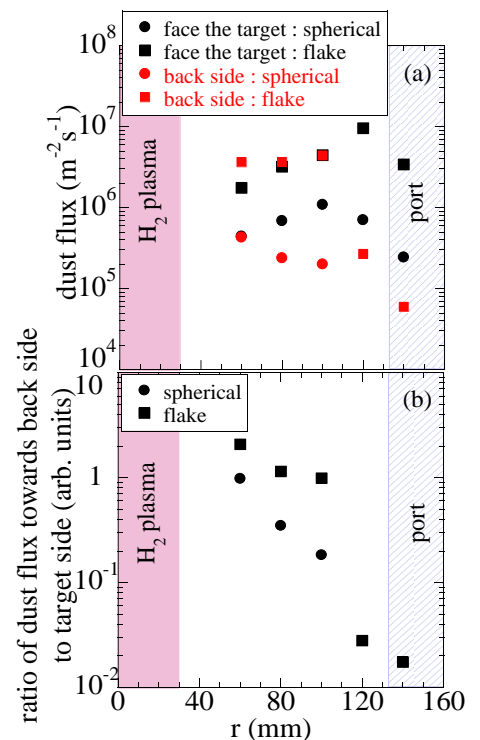 face the target : spherical
face the target : flake
back side : spherical
back side : flake
(a)
10^8
10^7
10^6
10^5
10^4
dust flux (m^-2s^-1)
H_2 plasma
port
spherical
flake
(b)
10
1
10^-1
10^-2
ratio of dust flux towards back side
to target side (arb. units)
H_2 plasma
port
0 40 80 120 160
r (mm)